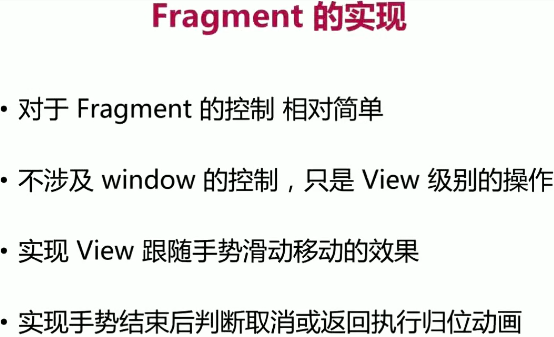 Fragment 的实现
• 对于 Fragment 的控制 相对简单
• 不涉及 window 的控制，只是 View 级别的操作
• 实现 View 跟随手势滑动移动的效果
• 实现手势结束后判断取消或返回执行归位动画